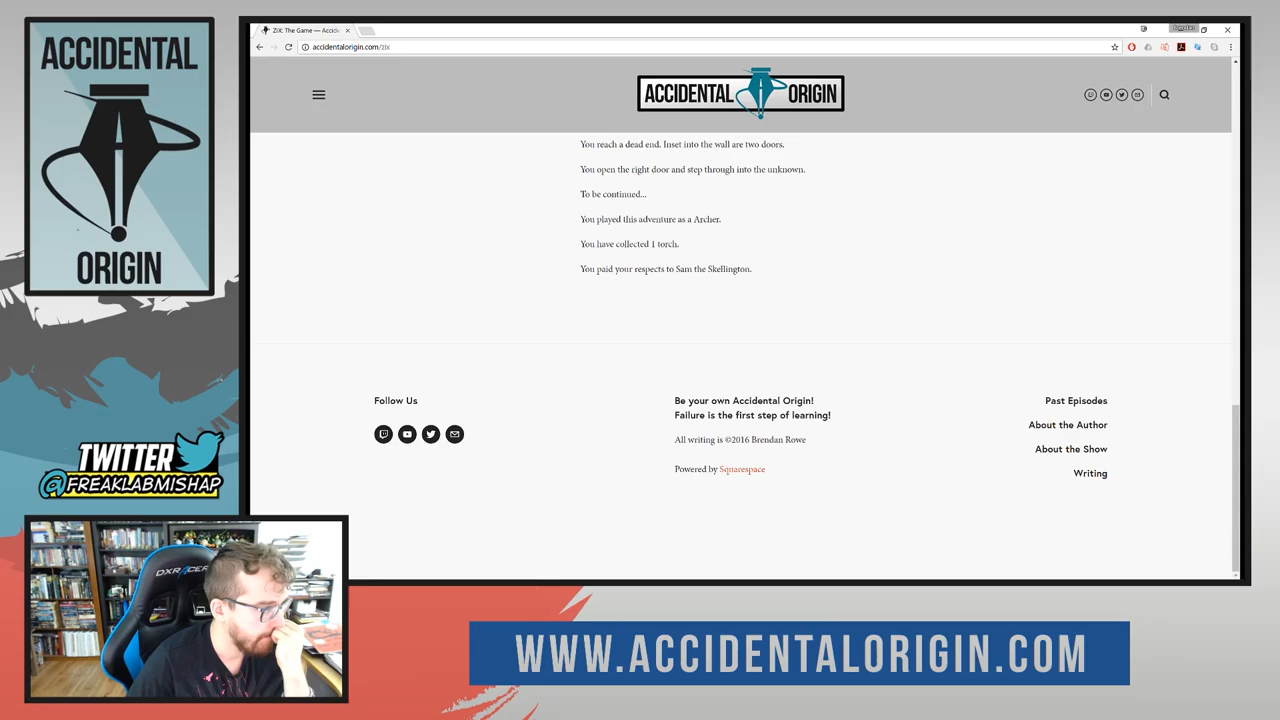 ACCIDENTAL
ORIGIN
ZIX: The Game — Accide
accidentalorigin.com/zix
ACCIDENTAL ORIGIN
You reach a dead end. Inset into the wall are two doors.
You open the right door and step through into the unknown.
To be continued...
You played this adventure as a Archer.
You have collected 1 torch.
You paid your respects to Sam the Skellington.
Follow Us
Be your own Accidental Origin!
Failure is the first step of learning!
All writing is ©2016 Brendan Rowe
Powered by Squarespace
Past Episodes
About the Author
About the Show
Writing
TWITTER
@FREAKLABMISHAP
DXRACER
WWW.ACCIDENTALORIGIN.COM